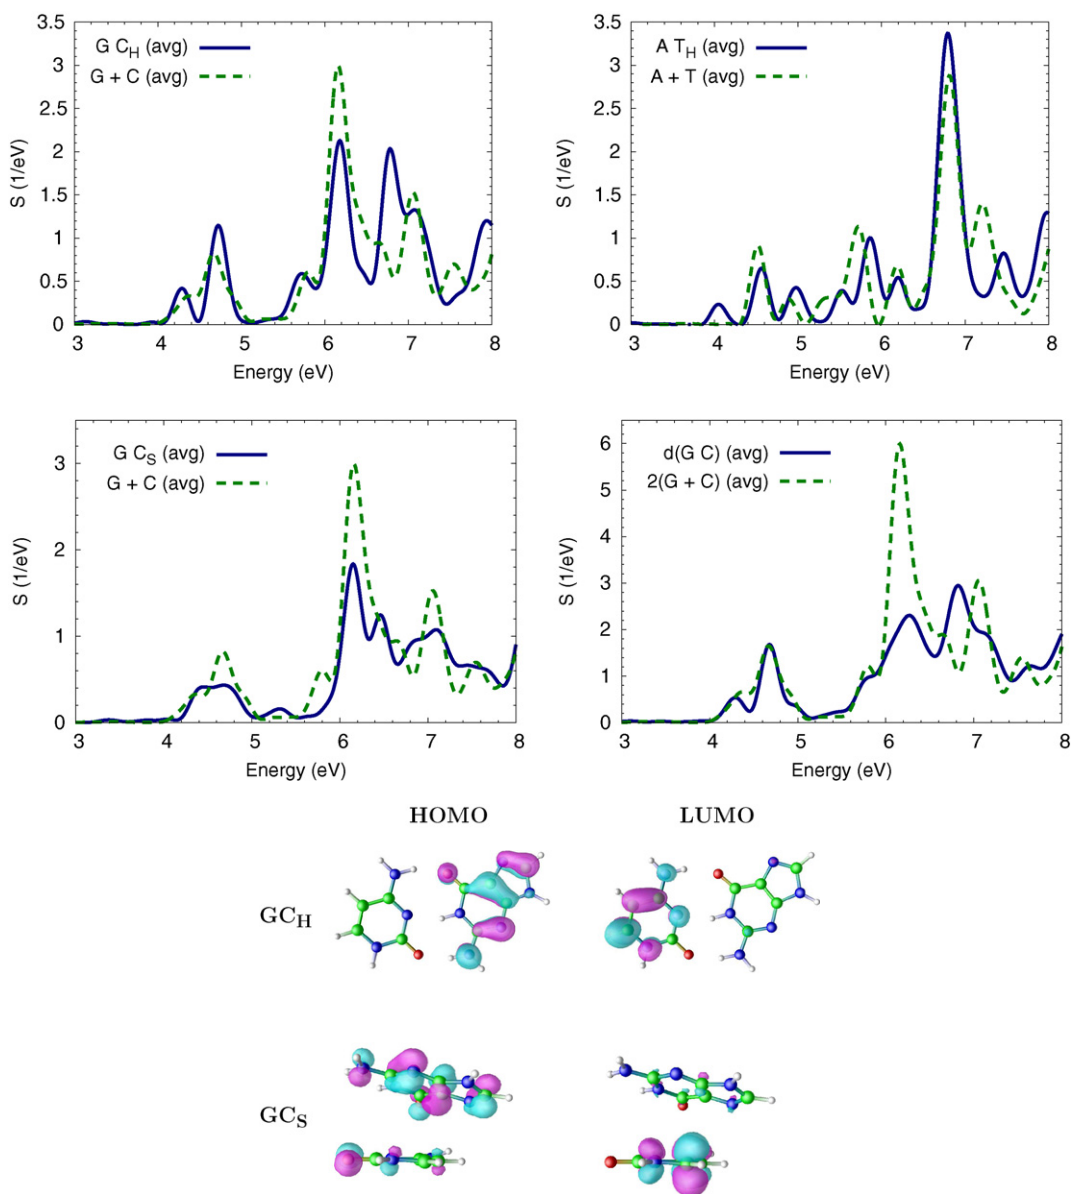 3.5
3
2.5
2
1.5
1
0.5
0
S (1/eV)
G C_H (avg)
G + C (avg)
3 4 5 6 7 8
Energy (eV)
3.5
3
2.5
2
1.5
1
0.5
0
S (1/eV)
A T_H (avg)
A + T (avg)
3 4 5 6 7 8
Energy (eV)
3
2
1
0
S (1/eV)
G C_S (avg)
G + C (avg)
3 4 5 6 7 8
Energy (eV)
6
5
4
3
2
1
0
S (1/eV)
d(G C) (avg)
2(G + C) (avg)
3 4 5 6 7 8
Energy (eV)
HOMO LUMO
GC_H
GC_S